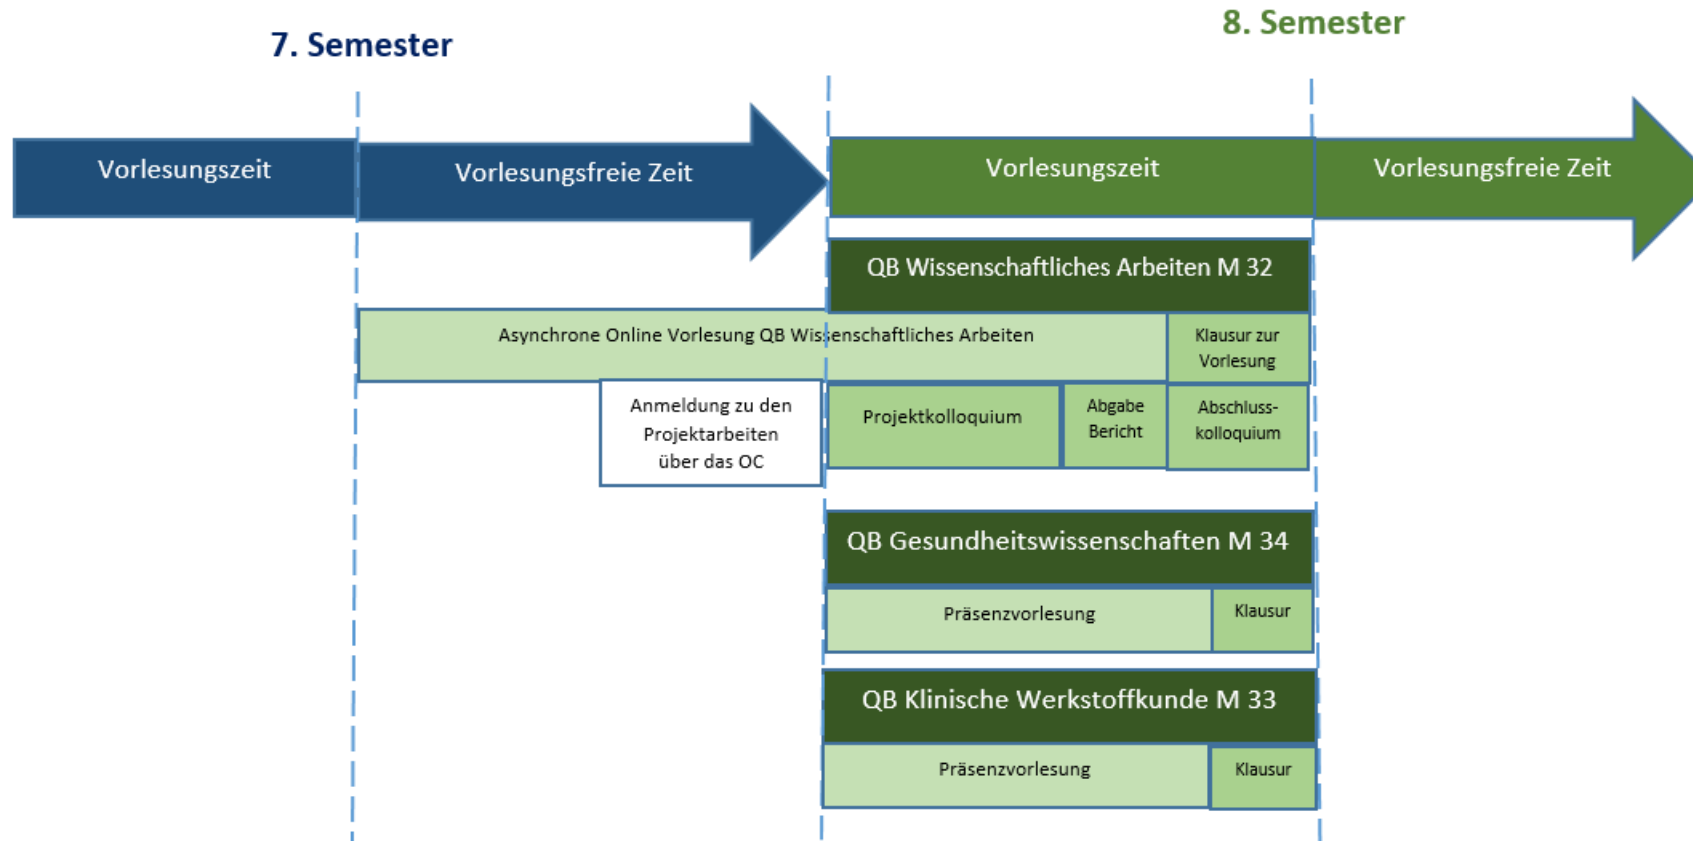 7. Semester
8. Semester
Vorlesungszeit
Vorlesungsfreie Zeit
Vorlesungszeit
Vorlesungsfreie Zeit
QB Wissenschaftliches Arbeiten M 32
Asynchrone Online Vorlesung QB Wissenschaftliches Arbeiten
Klausur zur
Vorlesung
Anmeldung zu den
Projektarbeiten
über das OC
Projektkolloquium
Abgabe
Bericht
Abschluss-
kolloquium
QB Gesundheitswissenschaften M 34
Präsenzvorlesung
Klausur
QB Klinische Werkstoffkunde M 33
Präsenzvorlesung
Klausur